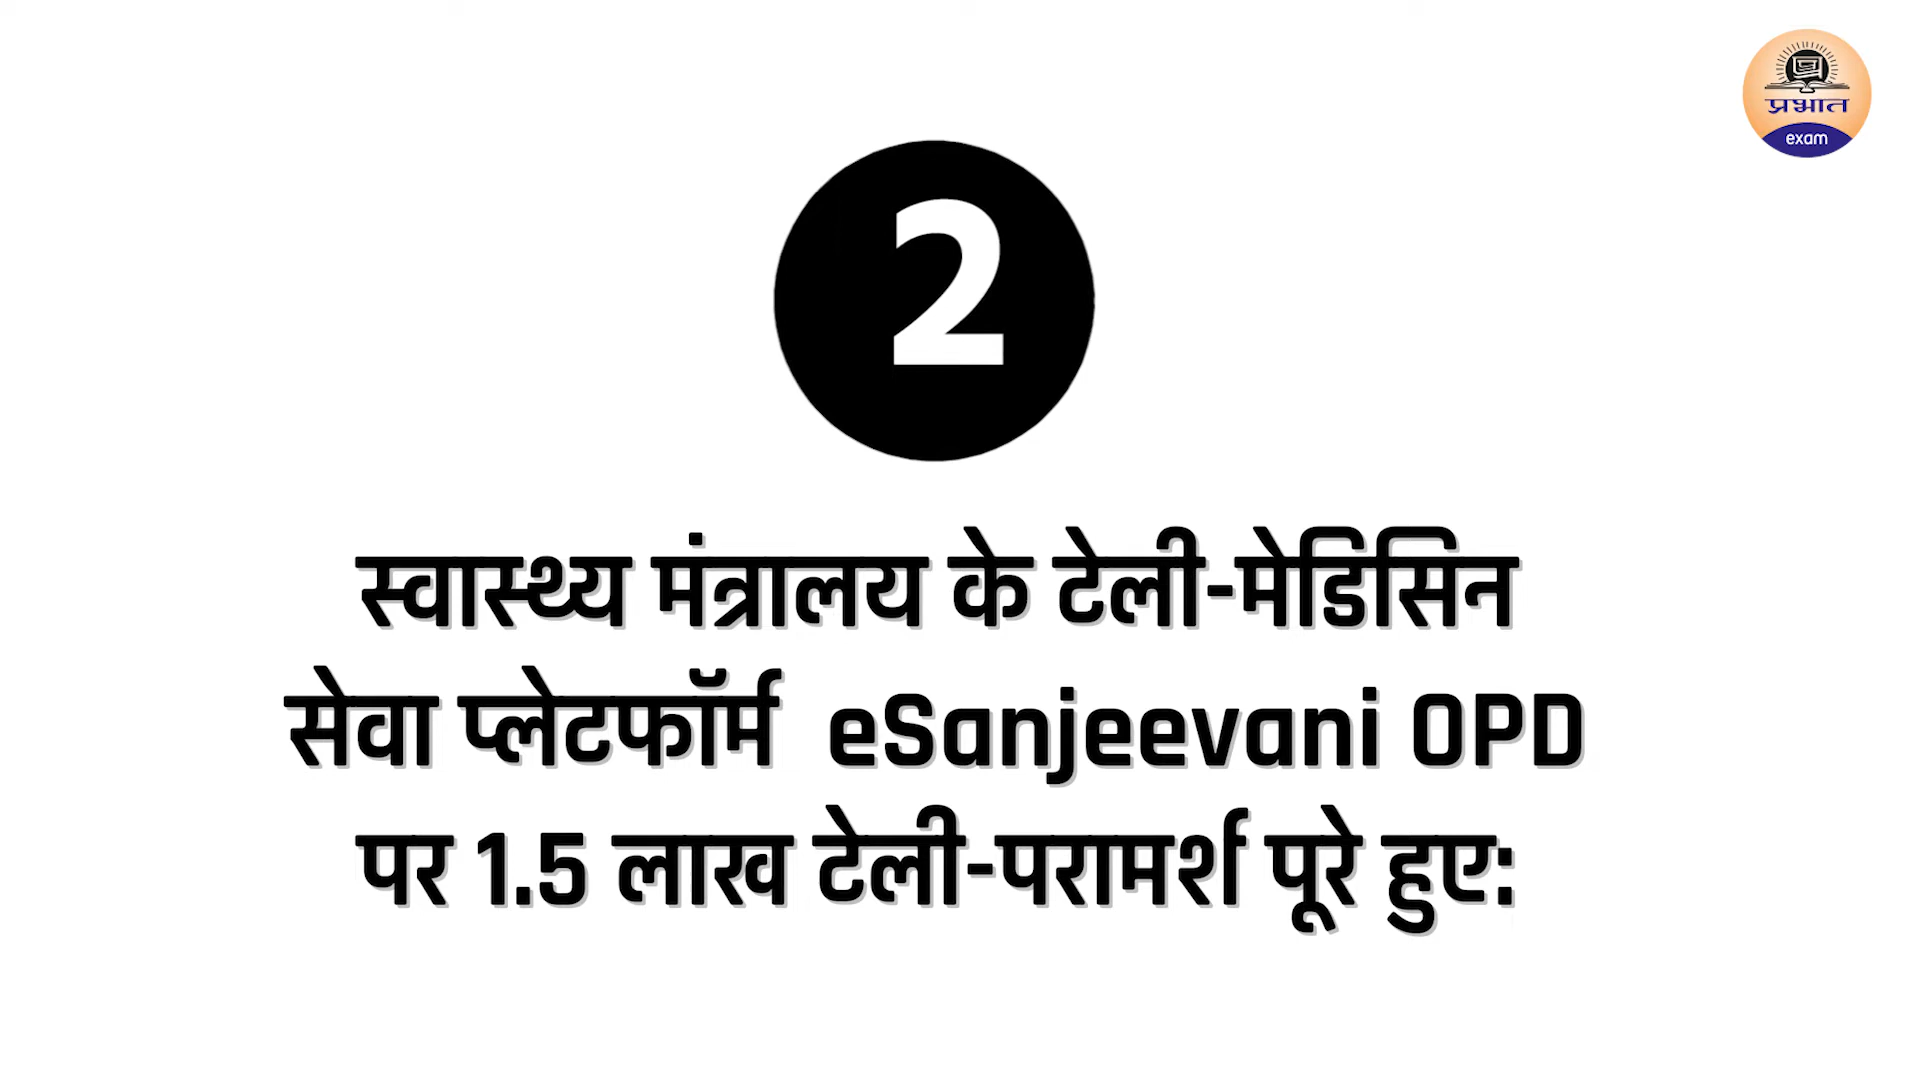 प्रभात
exam
2
स्वास्थ्य मंत्रालय के टेली-मेडिसिन
सेवा प्लेटफॉर्म eSanjeevani OPD
पर 1.5 लाख टेली-परामर्श पूरे हुए: